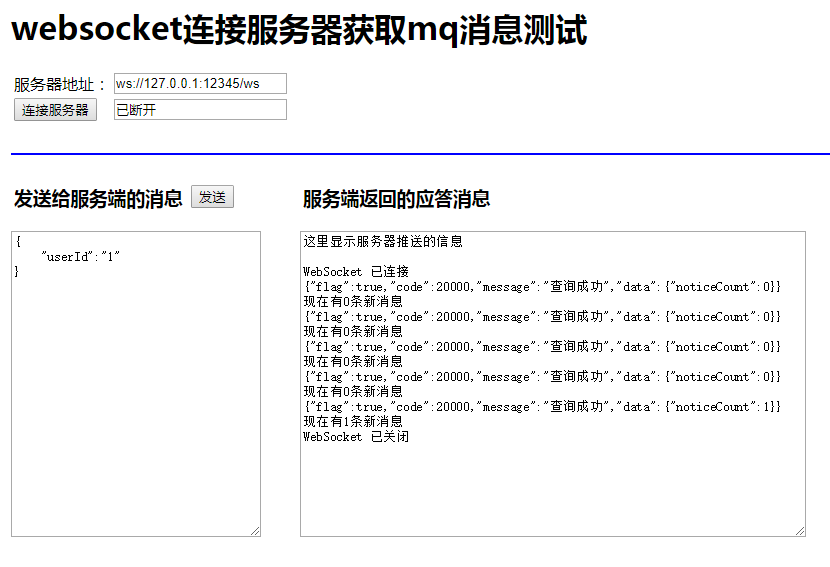 websocket连接服务器获取mq消息测试
服务器地址： ws://127.0.0.1:12345/ws
连接服务器 已断开
发送给服务端的消息 发送
{
    "userId":"1"
}
服务端返回的应答消息
这里显示服务器推送的信息
WebSocket 已连接
{"flag":true,"code":20000,"message":"查询成功","data":{"noticeCount":0}}
现在有0条新消息
{"flag":true,"code":20000,"message":"查询成功","data":{"noticeCount":0}}
现在有0条新消息
{"flag":true,"code":20000,"message":"查询成功","data":{"noticeCount":0}}
现在有0条新消息
{"flag":true,"code":20000,"message":"查询成功","data":{"noticeCount":0}}
现在有0条新消息
{"flag":true,"code":20000,"message":"查询成功","data":{"noticeCount":1}}
现在有1条新消息
WebSocket 已关闭